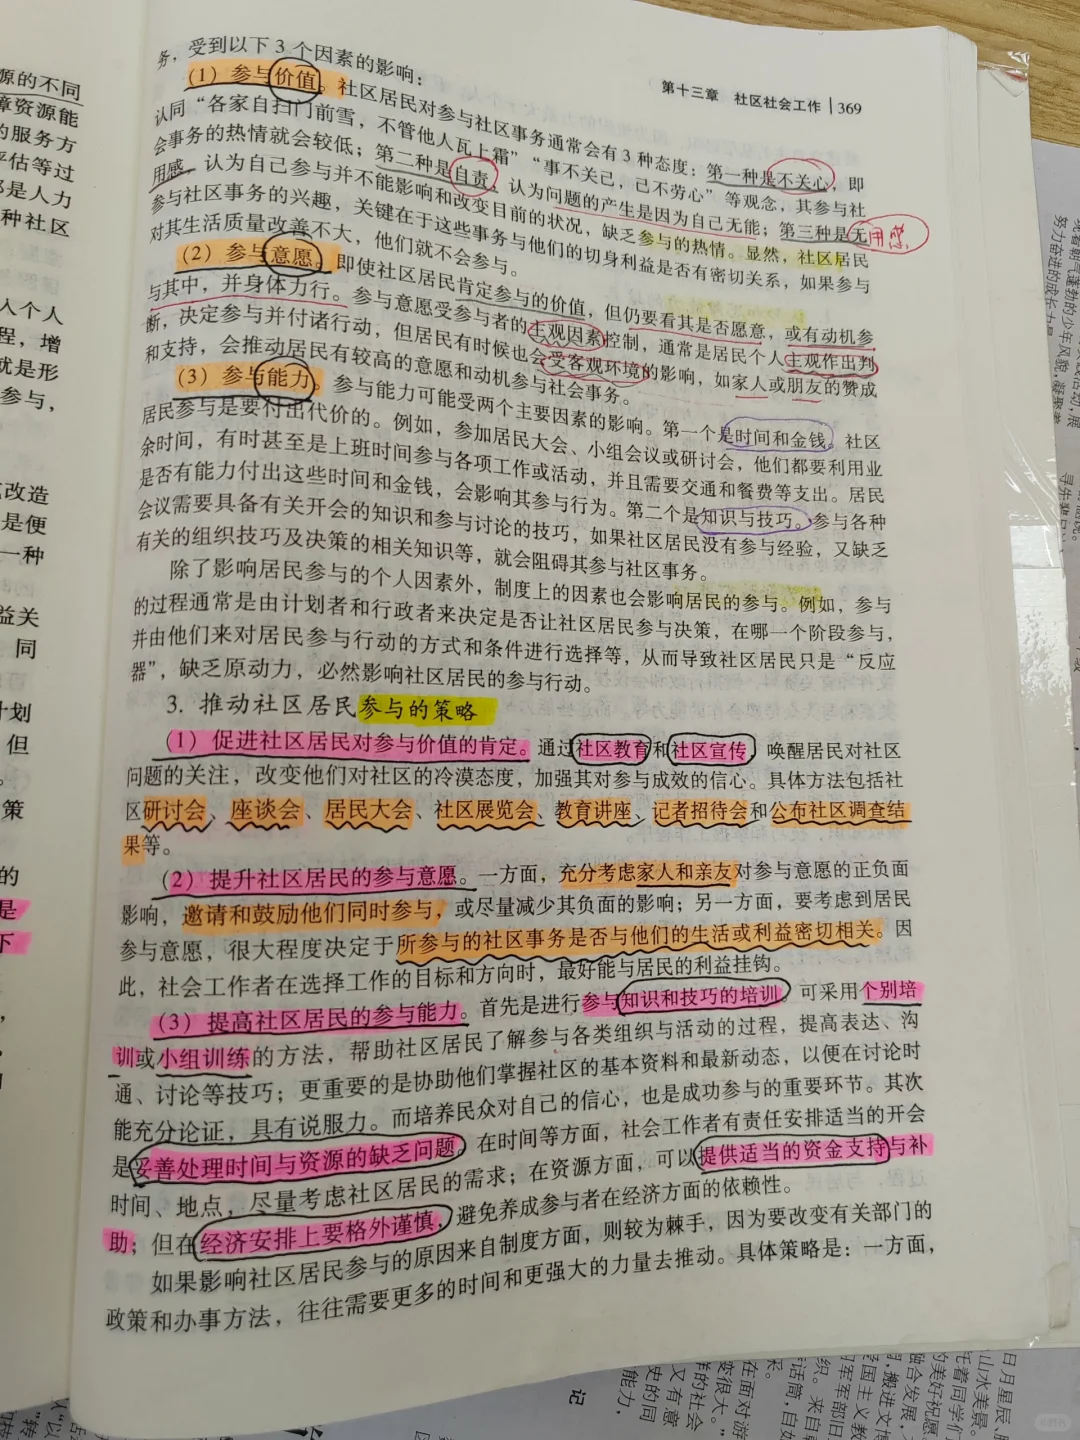 第十三章 社区社会工作 369
务，受到以下 3 个因素的影响：
（1）参与价值。社区居民对参与社区事务通常会有 3 种态度：第一种是不关心，即
认同“各家自扫门前雪，不管他人瓦上霜”“事不关己，己不劳心”等观念，其参与社
会事务的热情就会较低；第二种是自责，认为问题的产生是因为自己无能；第三种是无
用感，认为自己参与并不能影响和改变目前的状况，缺乏参与的热情。显然，社区居民
参与社区事务的兴趣，关键在于这些事务与他们的切身利益是否有密切关系，如果参与
对其生活质量改善不大，他们就不会参与。
用感
（2）参与意愿。即使社区居民肯定参与的价值，但仍要看其是否愿意，或有动机参
与其中，并身体力行。参与意愿受参与者的主观因素控制，通常是居民个人主观作出判
断，决定参与并付诸行动，但居民有时候也会受客观环境的影响，如家人或朋友的赞成
和支持，会推动居民有较高的意愿和动机参与社会事务。
（3）参与能力。参与能力可能受两个主要因素的影响。第一个是时间和金钱。社区
居民参与是要付出代价的。例如，参加居民大会、小组会议或研讨会，他们都要利用业
余时间，有时甚至是上班时间参与各项工作或活动，并且需要交通和餐费等支出。居民
是否有能力付出这些时间和金钱，会影响其参与行为。第二个是知识与技巧。参与各种
会议需要具备有关开会的知识和参与讨论的技巧，如果社区居民没有参与经验，又缺乏
有关的组织技巧及决策的相关知识等，就会阻碍其参与社区事务。
除了影响居民参与的个人因素外，制度上的因素也会影响居民的参与。例如，参与
的过程通常是由计划者和行政者来决定是否让社区居民参与决策，在哪一个阶段参与，
并由他们来对居民参与行动的方式和条件进行选择等，从而导致社区居民只是“反应
器”，缺乏原动力，必然影响社区居民的参与行动。
3. 推动社区居民参与的策略
（1）促进社区居民对参与价值的肯定。通过社区教育和社区宣传，唤醒居民对社区
问题的关注，改变他们对社区的冷漠态度，加强其对参与成效的信心。具体方法包括社
区研讨会、座谈会、居民大会、社区展览会、教育讲座、记者招待会和公布社区调查结
果等。
（2）提升社区居民的参与意愿。一方面，充分考虑家人和亲友对参与意愿的正负面
影响，邀请和鼓励他们同时参与，或尽量减少其负面的影响；另一方面，要考虑到居民
参与意愿，很大程度决定于所参与的社区事务是否与他们的生活或利益密切相关。因
此，社会工作者在选择工作的目标和方向时，最好能与居民的利益挂钩。
（3）提高社区居民的参与能力。首先是进行参与知识和技巧的培训。可采用个别培
训或小组训练的方法，帮助社区居民了解参与各类组织与活动的过程，提高表达、沟
通、讨论等技巧；更重要的是协助他们掌握社区的基本资料和最新动态，以便在讨论时
能充分论证，具有说服力。而培养民众对自己的信心，也是成功参与的重要环节。其次
是妥善处理时间与资源的缺乏问题。在时间等方面，社会工作者有责任安排适当的开会
时间、地点，尽量考虑社区居民的需求；在资源方面，可以提供适当的资金支持与补
助；但在经济安排上要格外谨慎，避免养成参与者在经济方面的依赖性。
如果影响社区居民参与的原因来自制度方面，则较为棘手，因为要改变有关部门的
政策和办事方法，往往需要更多的时间和更强大的力量去推动。具体策略是：一方面，
源的不同
章资源能
的服务方
评估等过
都是人力
种社区
人个人
程，增
就是形
参与，
改造
是便
一种
益关
同
计划
但
策
的
是
下